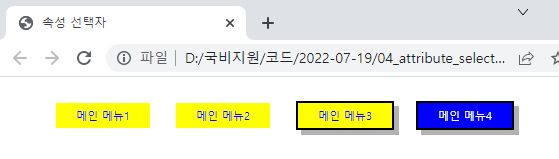 속성 선택자
파일 D:/국비지원/코드/2022-07-19/04_attribute_select...
메인 메뉴1 메인 메뉴2 메인 메뉴3 메인 메뉴4